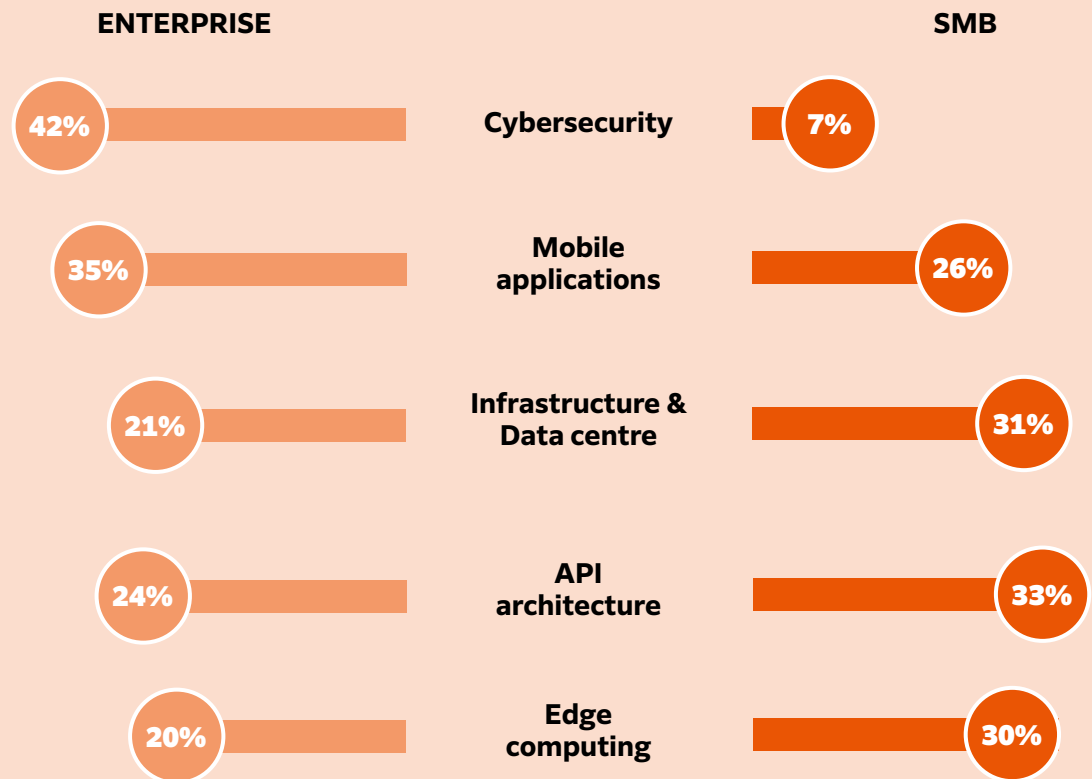 ENTERPRISE
SMB
42%
Cybersecurity
7%
35%
Mobile
applications
26%
21%
Infrastructure &
Data centre
31%
24%
API
architecture
33%
20%
Edge
computing
30%